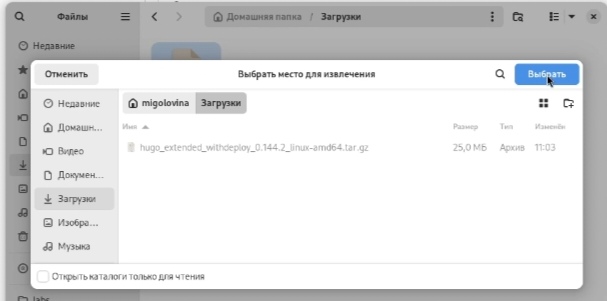 Файлы
Домашняя папка / Загрузки
Недавние
Отменить
Выбрать место для извлечения
Выбрать
Недавние
migolovina
Загрузки
Домашн...
Имя
Размер
Тип
Изменён
Видео
hugo_extended_withdeploy_0.144.2_linux-amd64.tar.gz
25,0 МБ
Архив
11:03
Докумен...
Загрузки
Изобра...
Музыка
Открыть каталоги только для чтения
labs